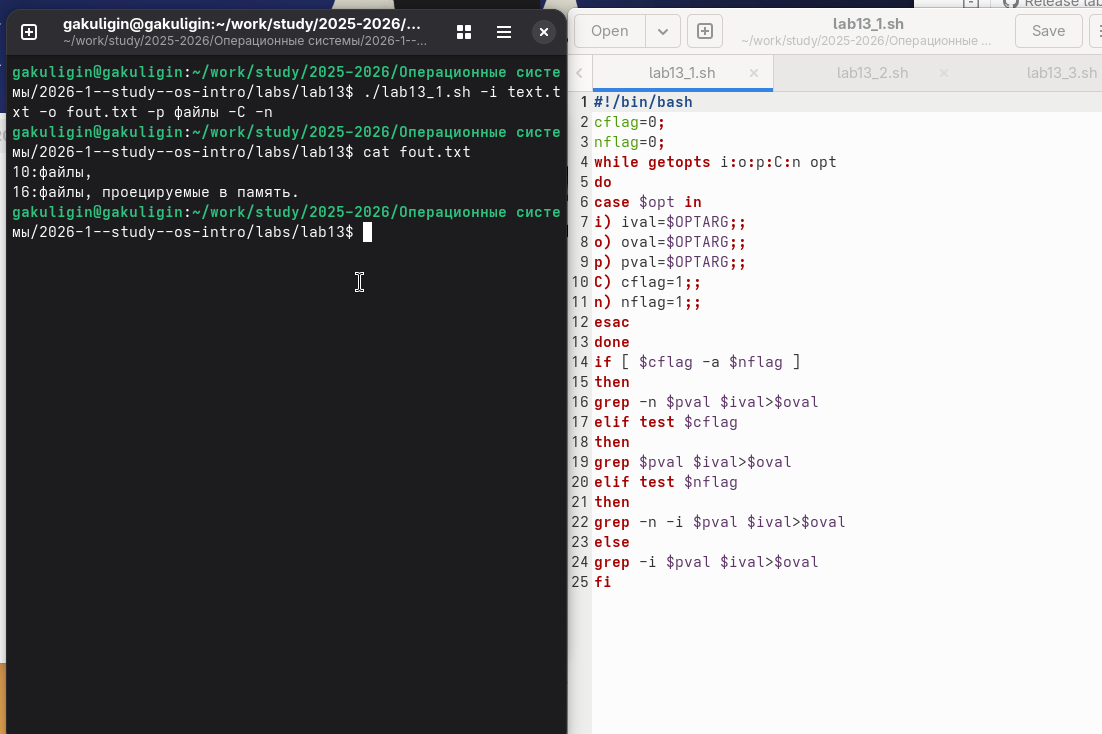 gakuligin@gakuligin:~/work/study/2025-2026/...
~/work/study/2025-2026/Операционные системы/2026-1--...
gakuligin@gakuligin:~/work/study/2025-2026/Операционные систе
мы/2026-1--study--os-intro/labs/lab13$ ./lab13_1.sh -i text.t
xt -o fout.txt -p файлы -C -n
gakuligin@gakuligin:~/work/study/2025-2026/Операционные систе
мы/2026-1--study--os-intro/labs/lab13$ cat fout.txt
10:файлы,
16:файлы, проецируемые в память.
gakuligin@gakuligin:~/work/study/2025-2026/Операционные систе
мы/2026-1--study--os-intro/labs/lab13$
Release lab
Open
lab13_1.sh
~/work/study/2025-2026/Операционные ...
Save
lab13_1.sh
lab13_2.sh
lab13_3.sh
1 #!/bin/bash
2 cflag=0;
3 nflag=0;
4 while getopts i:o:p:C:n opt
5 do
6 case $opt in
7 i) ival=$OPTARG;;
8 o) oval=$OPTARG;;
9 p) pval=$OPTARG;;
10 C) cflag=1;;
11 n) nflag=1;;
12 esac
13 done
14 if [ $cflag -a $nflag ]
15 then
16 grep -n $pval $ival>$oval
17 elif test $cflag
18 then
19 grep $pval $ival>$oval
20 elif test $nflag
21 then
22 grep -n -i $pval $ival>$oval
23 else
24 grep -i $pval $ival>$oval
25 fi